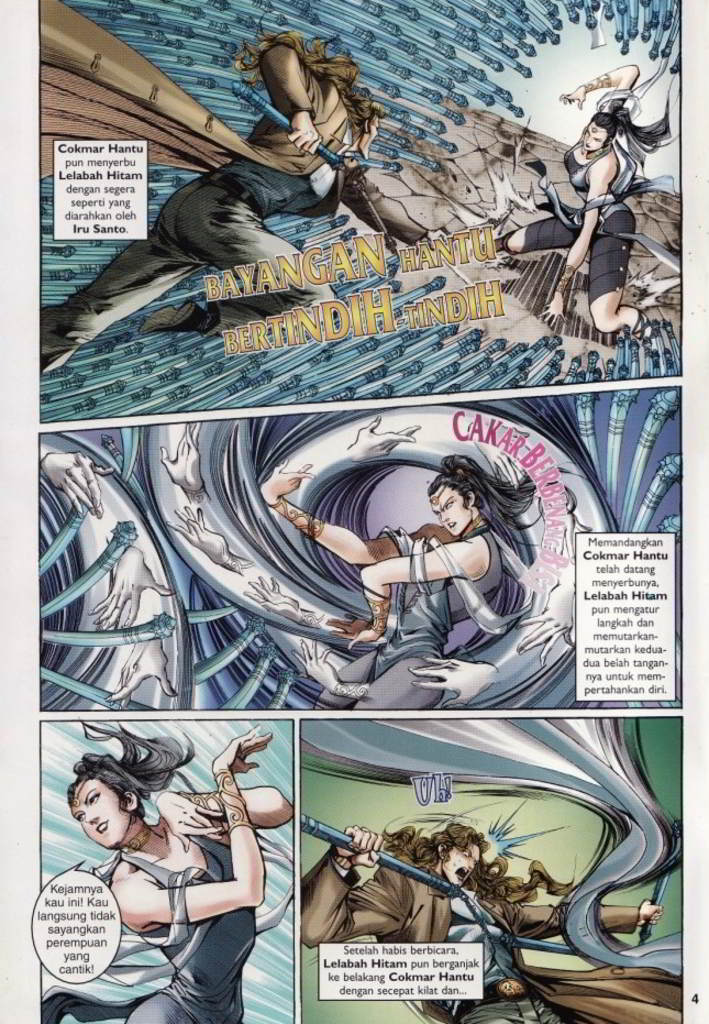 Cokmar Hantu
pun menyerbu
Lelabah Hitam
dengan segera
seperti yang
diarahkan oleh
Iru Santo.
BAYANGAN HANTU
BERTINDIH-TINDIH
CAKAR BERBENANG BESI
Memandangkan
Cokmar Hantu
telah datang
menyerbunya,
Lelabah Hitam
pun mengatur
langkah dan
memutarkan-
mutarkan kedua-
dua belah tangan-
nya untuk mem-
pertahankan diri.
Kejamnya
kau ini! Kau
langsung tidak
sayangkan
perempuan
yang
cantik!
Uh!
Setelah habis berbicara,
Lelabah Hitam pun berganjak
ke belakang Cokmar Hantu
dengan secepat kilat dan...
4